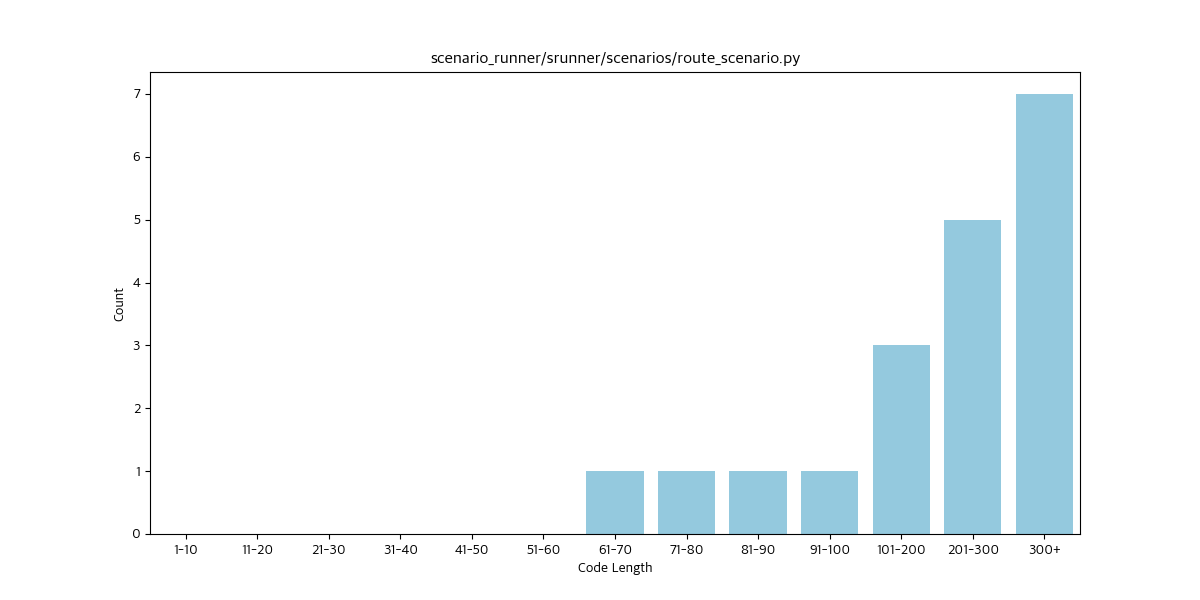 scenario_runner/srunner/scenarios/route_scenario.py
7
6
5
4
3
2
1
0
Count
1-10 11-20 21-30 31-40 41-50 51-60 61-70 71-80 81-90 91-100 101-200 201-300 300+
Code Length